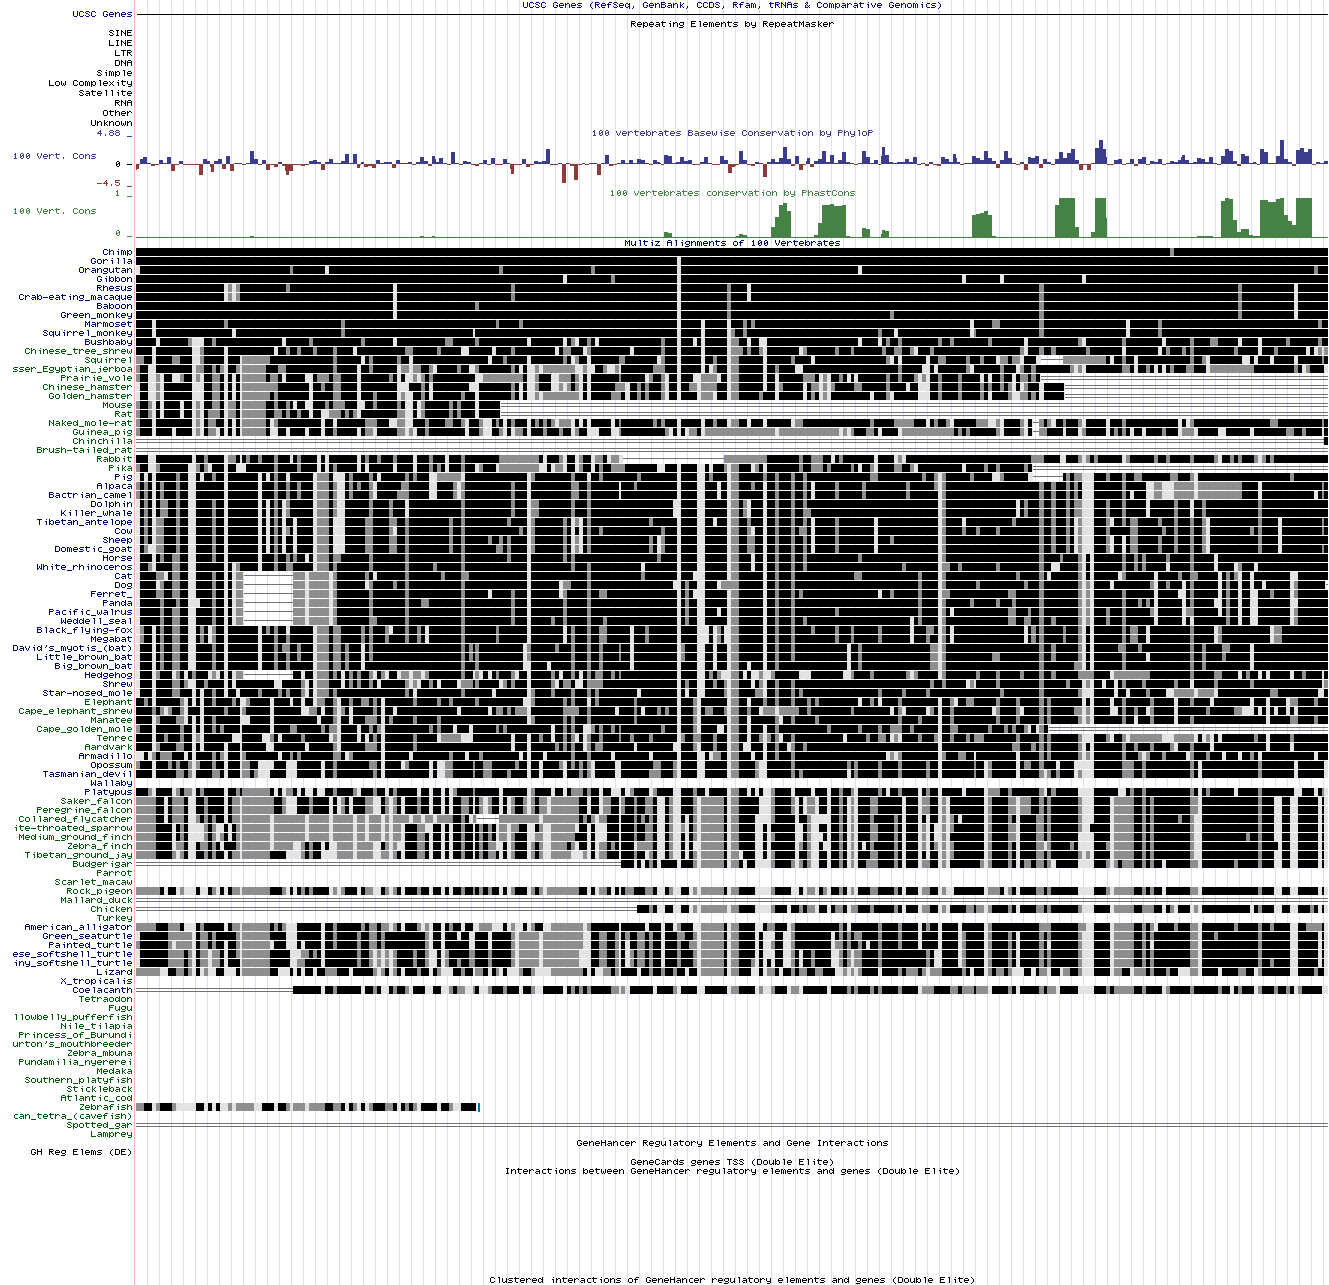 UCSC Genes (RefSeq, GenBank, CCDS, Rfam, tRNAs & Comparative Genomics)
UCSC Genes
Repeating Elements by RepeatMasker
SINE
LINE
LTR
DNA
Simple
Low Complexity
Satellite
RNA
Other
Unknown
4.88 _
100 vertebrates Basewise Conservation by PhyloP
100 Vert. Cons
0 -
-4.5 _
1 _
100 vertebrates conservation by PhastCons
100 Vert. Cons
0 _
Multiz Alignments of 100 Vertebrates
Chimp
Gorilla
Orangutan
Gibbon
Rhesus
Crab-eating_macaque
Baboon
Green_monkey
Marmoset
Squirrel_monkey
Bushbaby
Chinese_tree_shrew
Squirrel
sser_Egyptian_jerboa
Prairie_vole
Chinese_hamster
Golden_hamster
Mouse
Rat
Naked_mole-rat
Guinea_pig
Chinchilla
Brush-tailed_rat
Rabbit
Pika
Pig
Alpaca
Bactrian_camel
Dolphin
Killer_whale
Tibetan_antelope
Cow
Sheep
Domestic_goat
Horse
White_rhinoceros
Cat
Dog
Ferret_
Panda
Pacific_walrus
Weddell_seal
Black_flying-fox
Megabat
David's_myotis_(bat)
Little_brown_bat
Big_brown_bat
Hedgehog
Shrew
Star-nosed_mole
Elephant
Cape_elephant_shrew
Manatee
Cape_golden_mole
Tenrec
Aardvark
Armadillo
Opossum
Tasmanian_devil
Wallaby
Platypus
Saker_falcon
Peregrine_falcon
Collared_flycatcher
ite-throated_sparrow
Medium_ground_finch
Zebra_finch
Tibetan_ground_jay
Budgerigar
Parrot
Scarlet_macaw
Rock_pigeon
Mallard_duck
Chicken
Turkey
American_alligator
Green_seaturtle
Painted_turtle
ese_softshell_turtle
iny_softshell_turtle
Lizard
X_tropicalis
Coelacanth
Tetraodon
Fugu
llowbelly_pufferfish
Nile_tilapia
Princess_of_Burundi
urton's_mouthbreeder
Zebra_mbuna
Pundamilia_nyererei
Medaka
Southern_platyfish
Stickleback
Atlantic_cod
Zebrafish
can_tetra_(cavefish)
Spotted_gar
Lamprey
GeneHancer Regulatory Elements and Gene Interactions
GH Reg Elems (DE)
GeneCards genes TSS (Double Elite)
Interactions between GeneHancer regulatory elements and genes (Double Elite)
Clustered interactions of GeneHancer regulatory elements and genes (Double Elite)